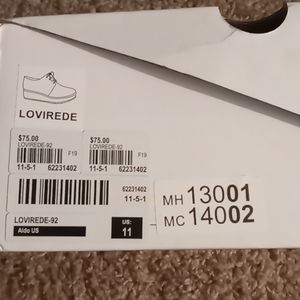 LOVIREDE
$75.00 $75.00
LOVIREDE-92 LOVIREDE-92
F19 F19
11-5-1 62231402 11-5-1 62231402
62231402
11-5-1
MH 13001
MC 14002
LOVIREDE-92
Aldo US
US:
11